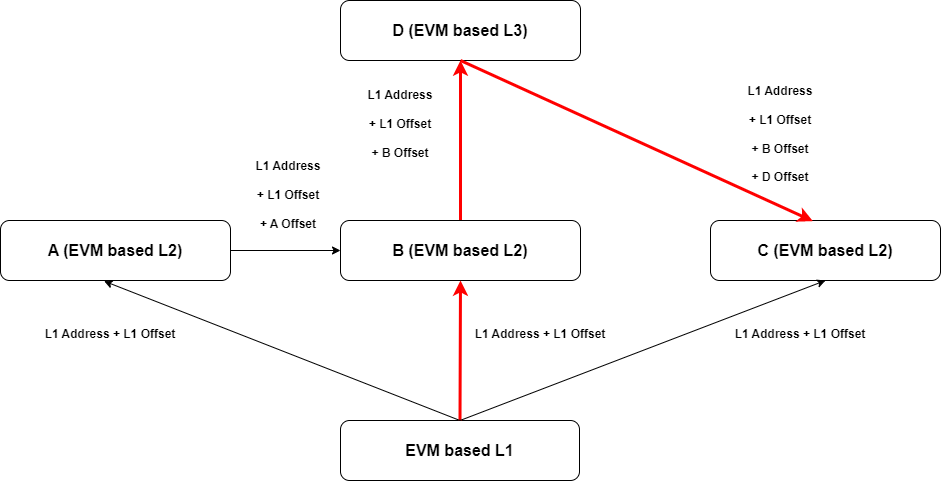 D (EVM based L3)
L1 Address
+ L1 Offset
+ B Offset
L1 Address
+ L1 Offset
+ B Offset
+ D Offset
L1 Address
+ L1 Offset
+ A Offset
A (EVM based L2)
B (EVM based L2)
C (EVM based L2)
L1 Address + L1 Offset
L1 Address + L1 Offset
L1 Address + L1 Offset
EVM based L1